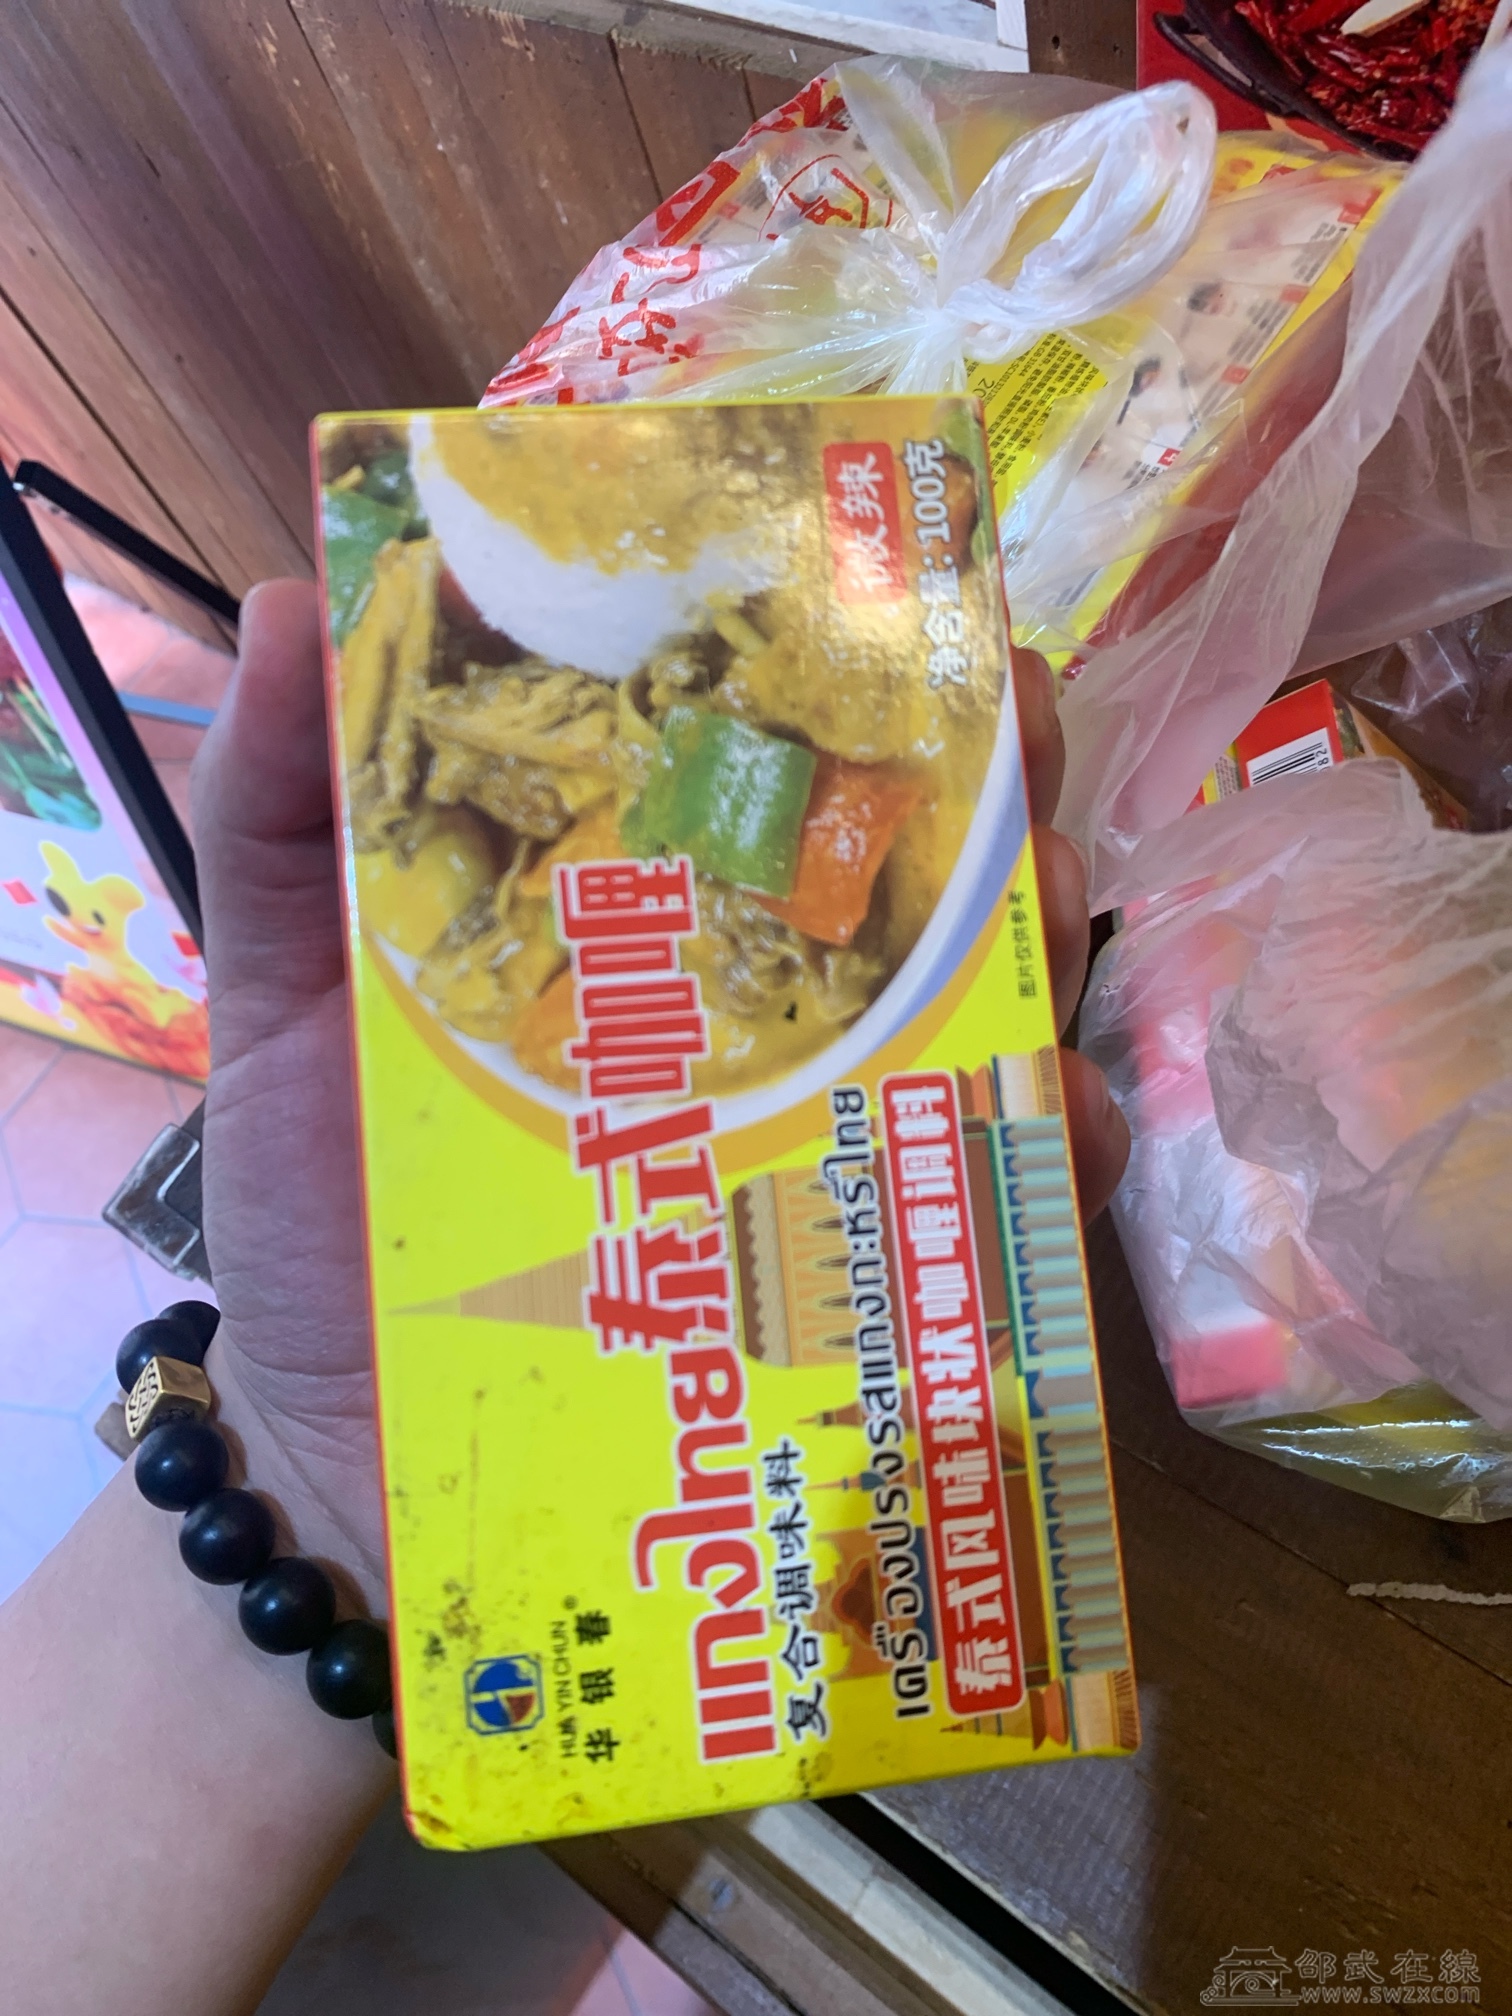 微辣
净含量：100克
泰式咖喱
แกงไทย
复合调味料
เครื่องปรุงรสแกงกะหรี่ไทย
泰式风味块状咖喱调料
图片仅供参考
HUA YIN CHUN®
华银春
邵武在線
www.swzxcom